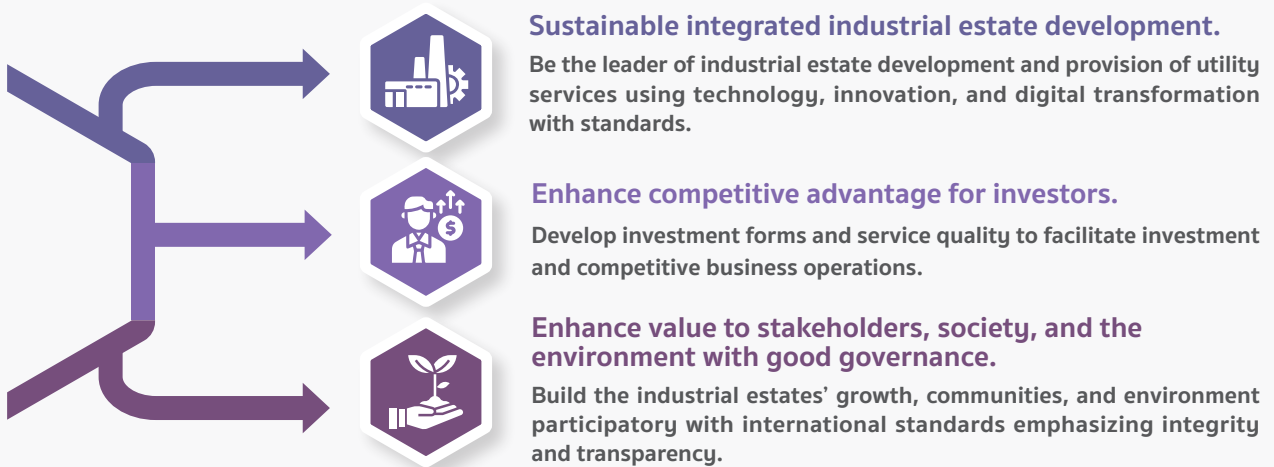 Sustainable integrated industrial estate development.
Be the leader of industrial estate development and provision of utility
services using technology, innovation, and digital transformation
with standards.
$
Enhance competitive advantage for investors.
Develop investment forms and service quality to facilitate investment
and competitive business operations.
Enhance value to stakeholders, society, and the
environment with good governance.
Build the industrial estates’ growth, communities, and environment
participatory with international standards emphasizing integrity
and transparency.